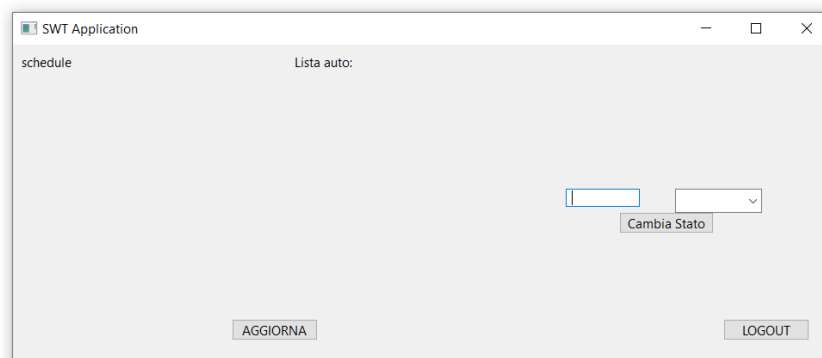 SWT Application
schedule
Lista auto:
Cambia Stato
AGGIORNA
LOGOUT